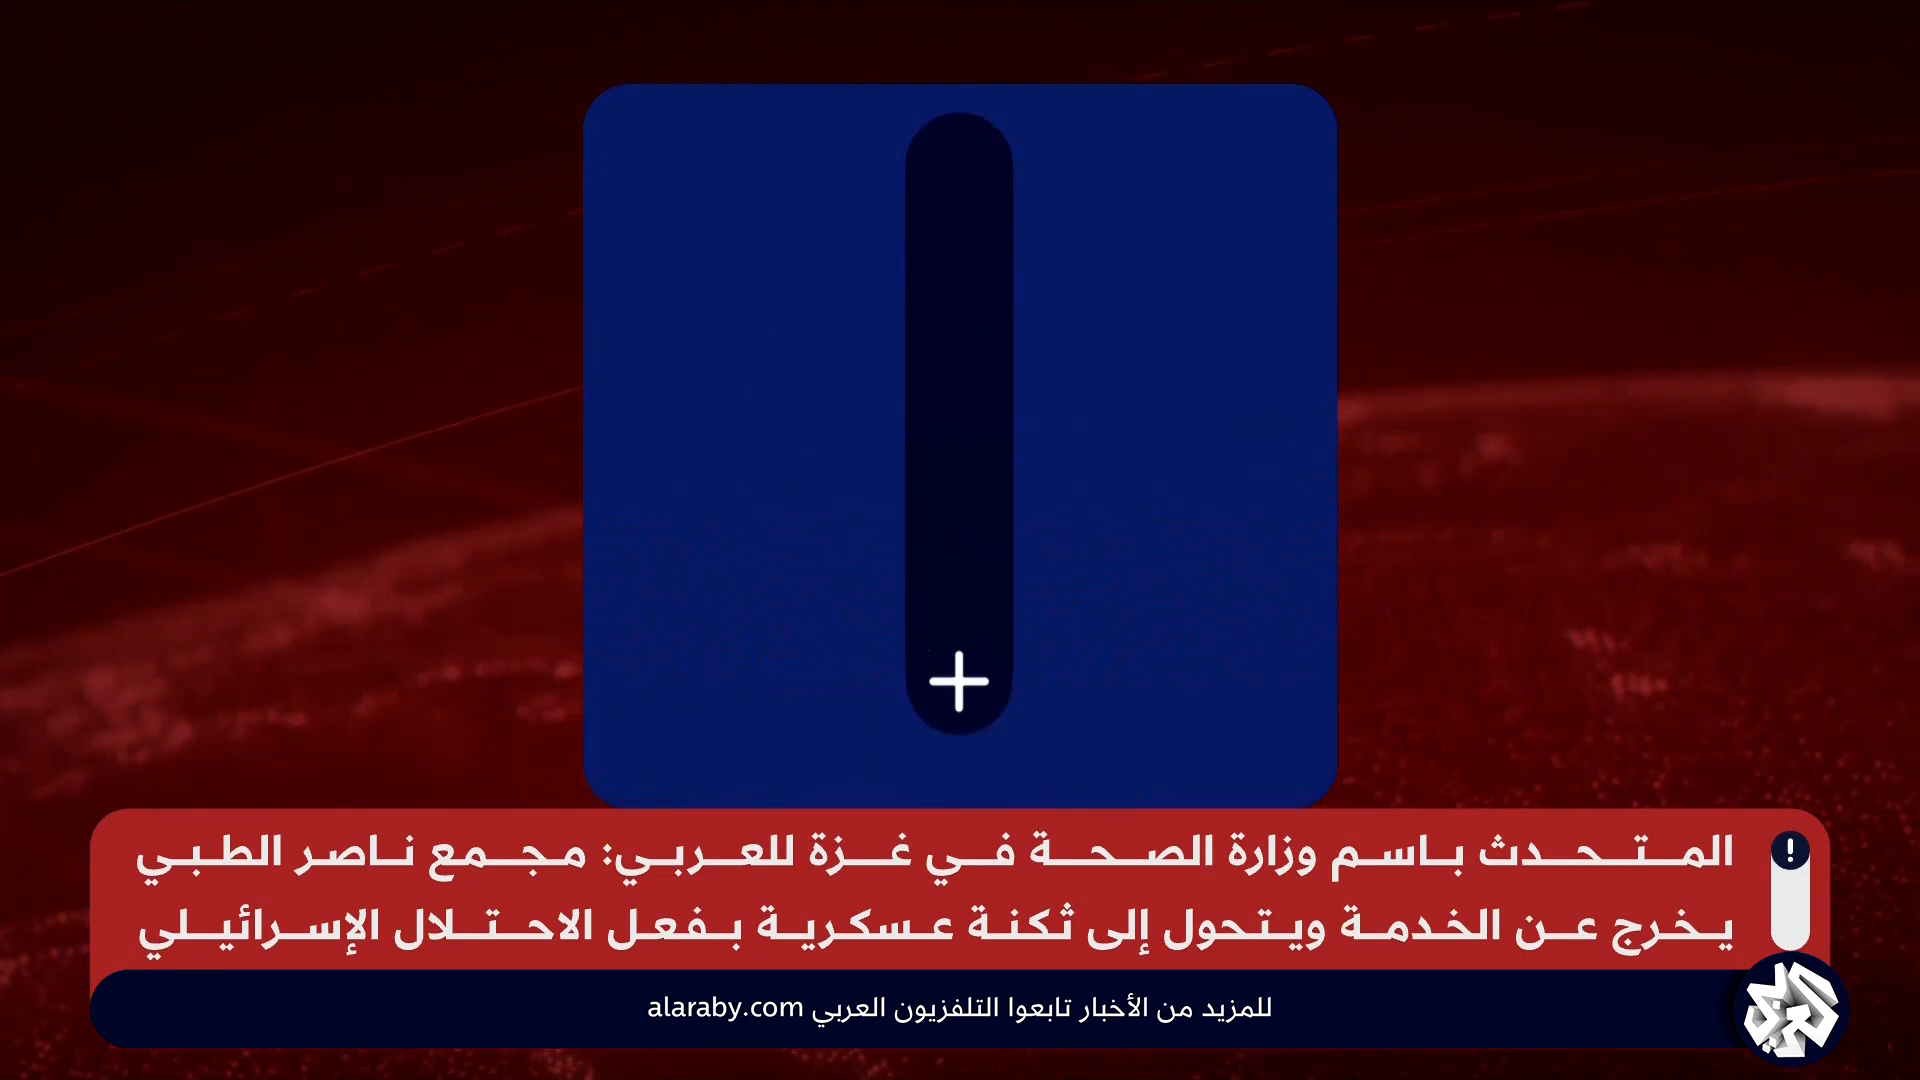 المتحدث باسم وزارة الصحة في غزة للعربي: مجمع ناصر الطبي
يخرج عن الخدمة ويتحول إلى ثكنة عسكرية بفعل الاحتلال الإسرائيلي
للمزيد من الأخبار تابعوا التلفزيون العربي alaraby.com
العربي